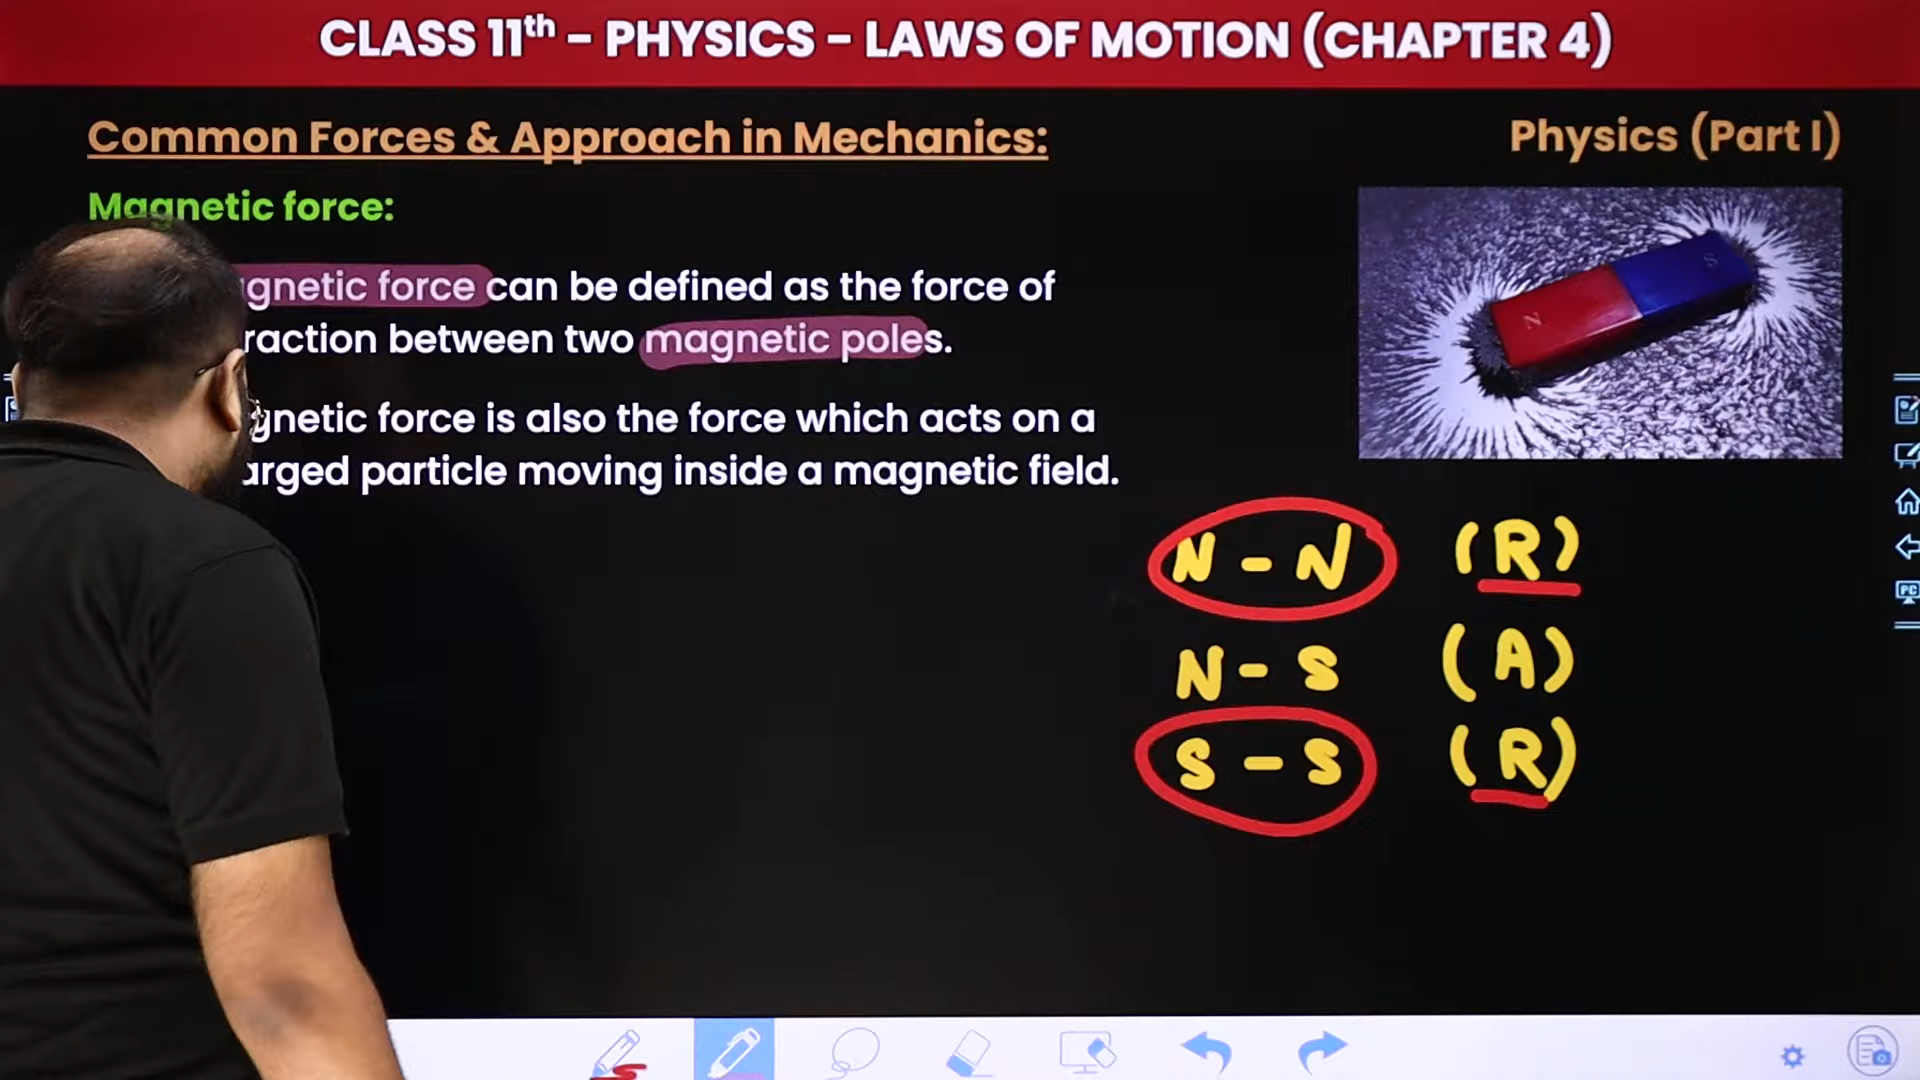 CLASS 11th - PHYSICS - LAWS OF MOTION (CHAPTER 4)
Common Forces & Approach in Mechanics:
Physics (Part I)
Magnetic force:
gnetic force can be defined as the force of
raction between two magnetic poles.
gnetic force is also the force which acts on a
arged particle moving inside a magnetic field.
N
S
N - N (R)
N - S (A)
S - S (R)
PC